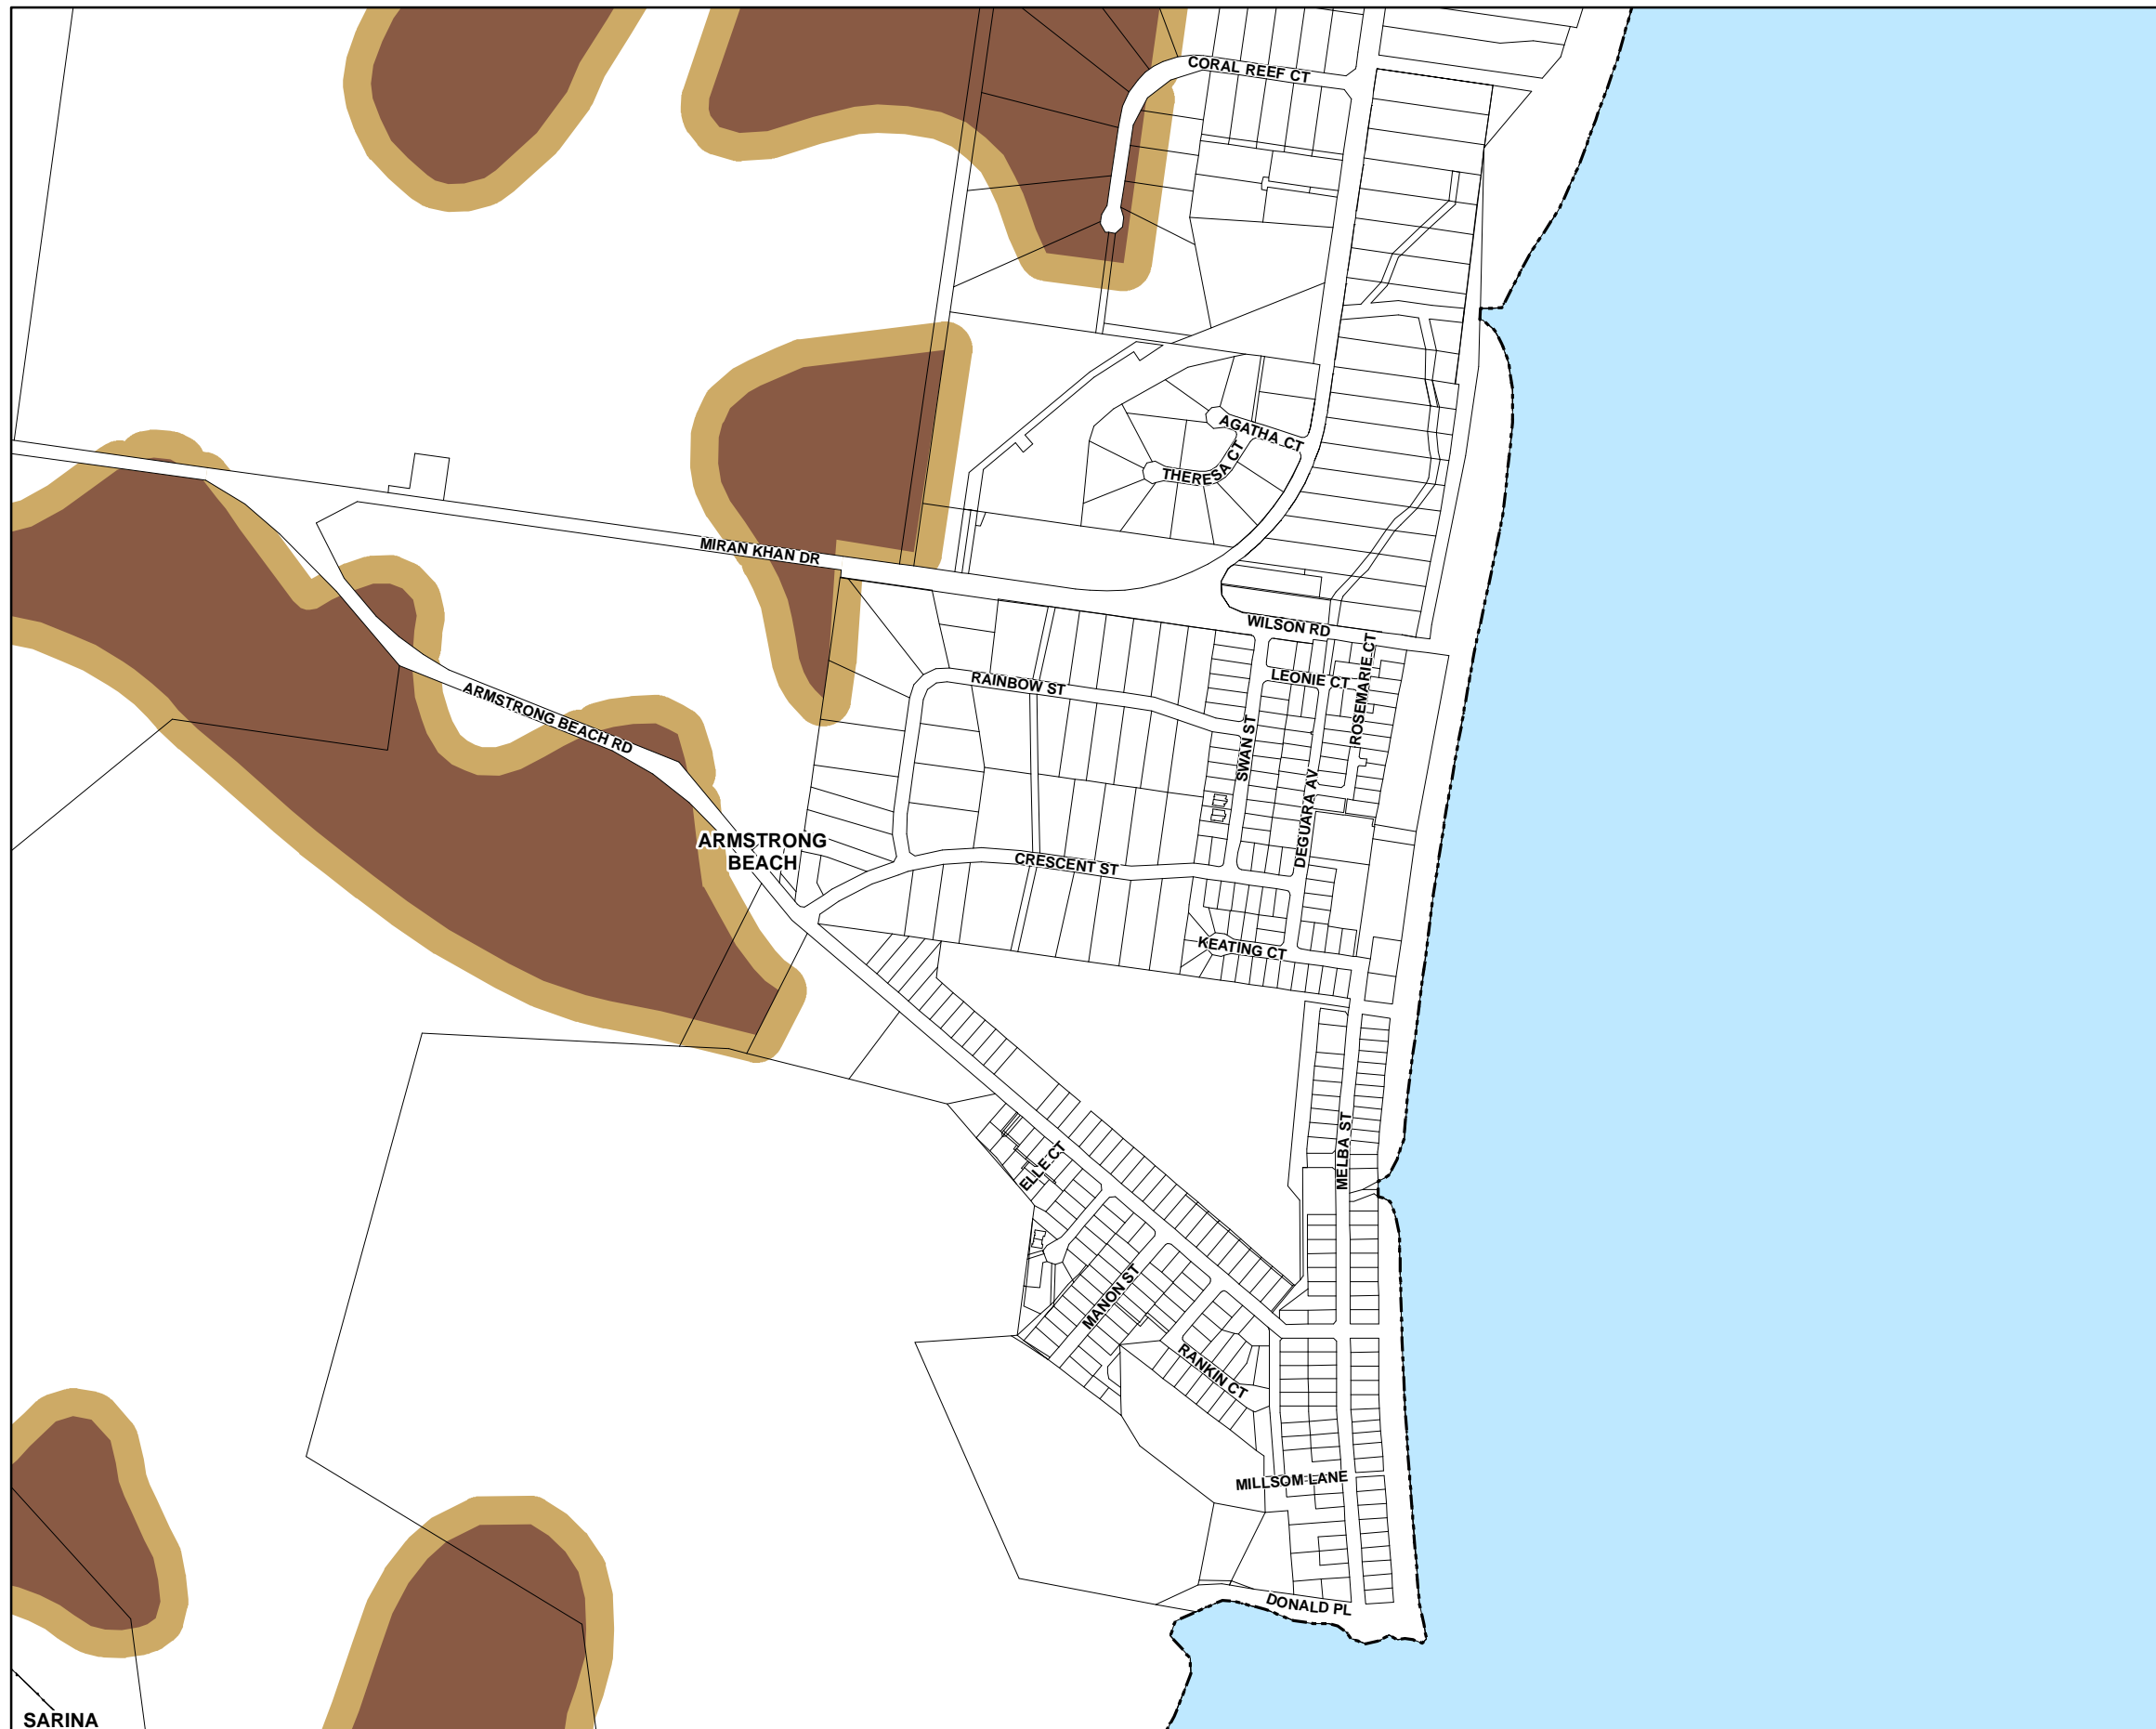 CORAL REEF CT
AGATHA CT
THERESA CT
MIRAN KHAN DR
WILSON RD
ROSEMARIE CT
LEONIE CT
RAINBOW ST
ARMSTRONG BEACH RD
SWAN ST
DEGUARA AV
ARMSTRONG
BEACH
CRESCENT ST
KEATING CT
MELBA ST
ELLE CT
MANON ST
RANKIN CT
MILLSOM LANE
DONALD PL
SARINA